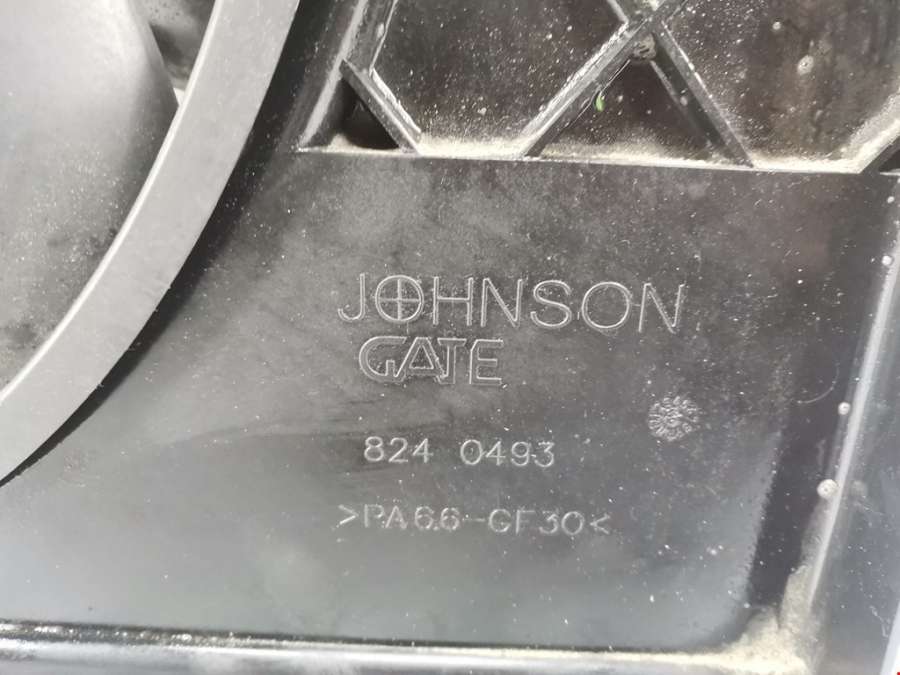 JOHNSON
GATE
824 0493
>PA6.6-GF30<